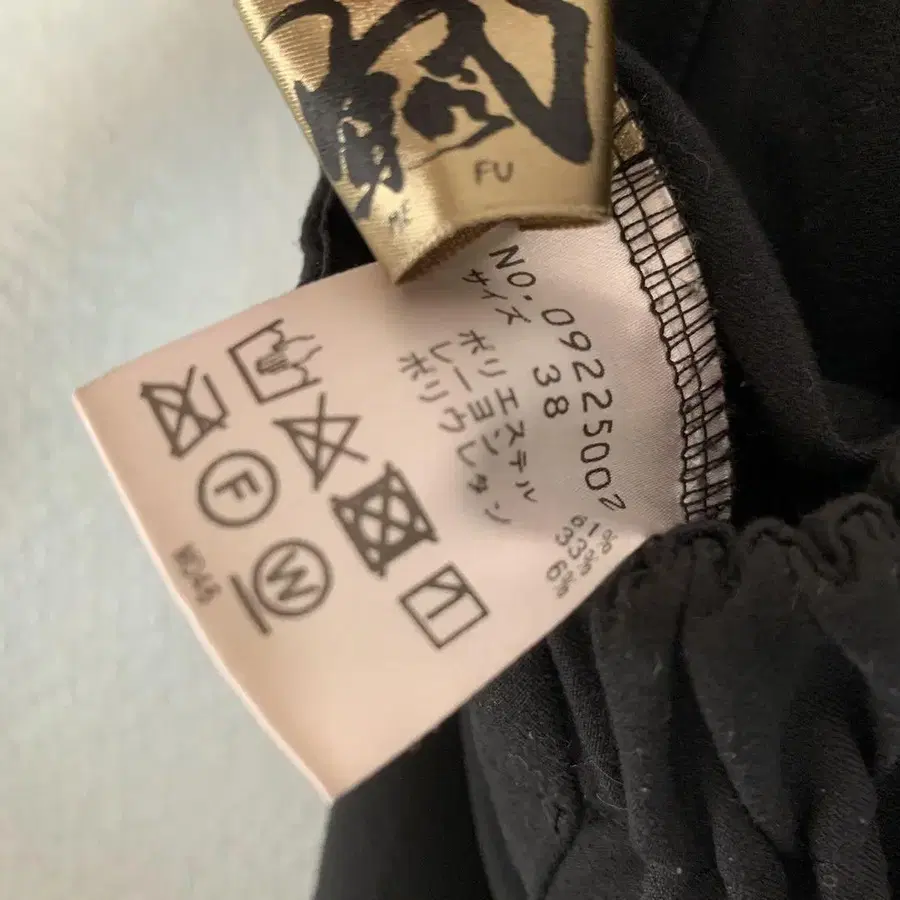 FU
NO. 09225002
サイズ 38
ポリエステル 61%
レーヨン 33%
ポリウレタン 6%
F
W